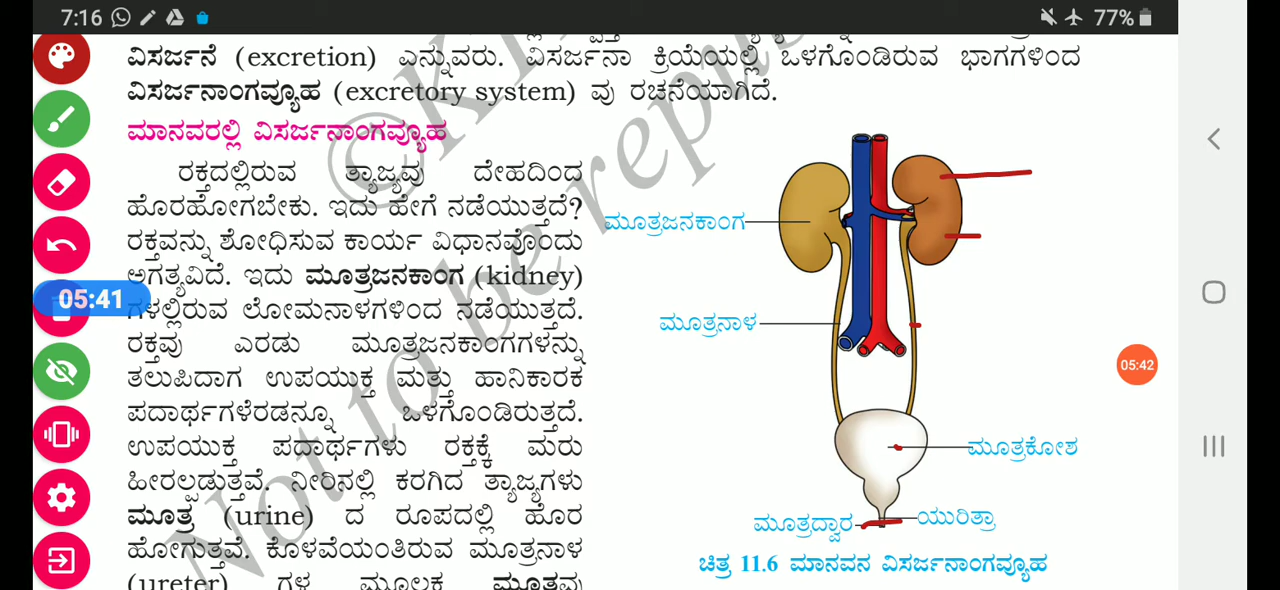 7:16
77%
ವಿಸರ್ಜನೆ (excretion) ಎನ್ನುವರು. ವಿಸರ್ಜನಾ ಕ್ರಿಯೆಯಲ್ಲಿ ಒಳಗೊಂಡಿರುವ ಭಾಗಗಳಿಂದ
ವಿಸರ್ಜನಾಂಗವ್ಯೂಹ (excretory system) ವು ರಚನೆಯಾಗಿದೆ.
ಮಾನವರಲ್ಲಿ ವಿಸರ್ಜನಾಂಗವ್ಯೂಹ
ರಕ್ತದಲ್ಲಿರುವ ತ್ಯಾಜ್ಯವು ದೇಹದಿಂದ
ಹೊರಹೋಗಬೇಕು. ಇದು ಹೇಗೆ ನಡೆಯುತ್ತದೆ?
ರಕ್ತವನ್ನು ಶೋಧಿಸುವ ಕಾರ್ಯ ವಿಧಾನವೊಂದು
ಅಗತ್ಯವಿದೆ. ಇದು ಮೂತ್ರಜನಕಾಂಗ (kidney)
ಗಳಲ್ಲಿರುವ ಲೋಮನಾಳಗಳಿಂದ ನಡೆಯುತ್ತದೆ.
ರಕ್ತವು ಎರಡು ಮೂತ್ರಜನಕಾಂಗಗಳನ್ನು
ತಲುಪಿದಾಗ ಉಪಯುಕ್ತ ಮತ್ತು ಹಾನಿಕಾರಕ
ಪದಾರ್ಥಗಳೆರಡನ್ನೂ ಒಳಗೊಂಡಿರುತ್ತದೆ.
ಉಪಯುಕ್ತ ಪದಾರ್ಥಗಳು ರಕ್ತಕ್ಕೆ ಮರು
ಹೀರಲ್ಪಡುತ್ತವೆ. ನೀರಿನಲ್ಲಿ ಕರಗಿದ ತ್ಯಾಜ್ಯಗಳು
ಮೂತ್ರ (urine) ದ ರೂಪದಲ್ಲಿ ಹೊರ
ಹೋಗುತ್ತವೆ. ಕೊಳವೆಯಂತಿರುವ ಮೂತ್ರನಾಳ
(ureter) ಗಳ ಮೂಲಕ ಮೂತ್ರವು
05:41
05:42
ಮೂತ್ರಜನಕಾಂಗ
ಮೂತ್ರನಾಳ
ಮೂತ್ರಕೋಶ
ಮೂತ್ರದ್ವಾರ
ಯುರಿತ್ರಾ
ಚಿತ್ರ 11.6 ಮಾನವನ ವಿಸರ್ಜನಾಂಗವ್ಯೂಹ
Not to be